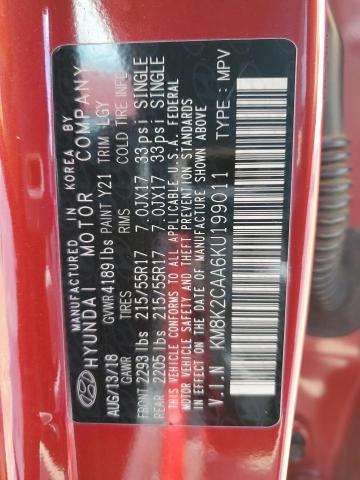 MANUFACTURED IN KOREA BY
HYUNDAI MOTOR COMPANY
AUG/13/18 GVWR 4189lbs PAINT Y21 TRIM LGY
GAWR TIRES RIMS COLD TIRE INFL
FRONT 2293 lbs 215/55R17 7.0JX17 33psi SINGLE
REAR 2205 lbs 215/55R17 7.0JX17 33psi SINGLE
THIS VEHICLE CONFORMS TO ALL APPLICABLE U.S.A. FEDERAL
MOTOR VEHICLE SAFETY AND THEFT PREVENTION STANDARDS
IN EFFECT ON THE DATE OF MANUFACTURE SHOWN ABOVE
V.I.N KM8K2CAA6KU199011 TYPE: MPV